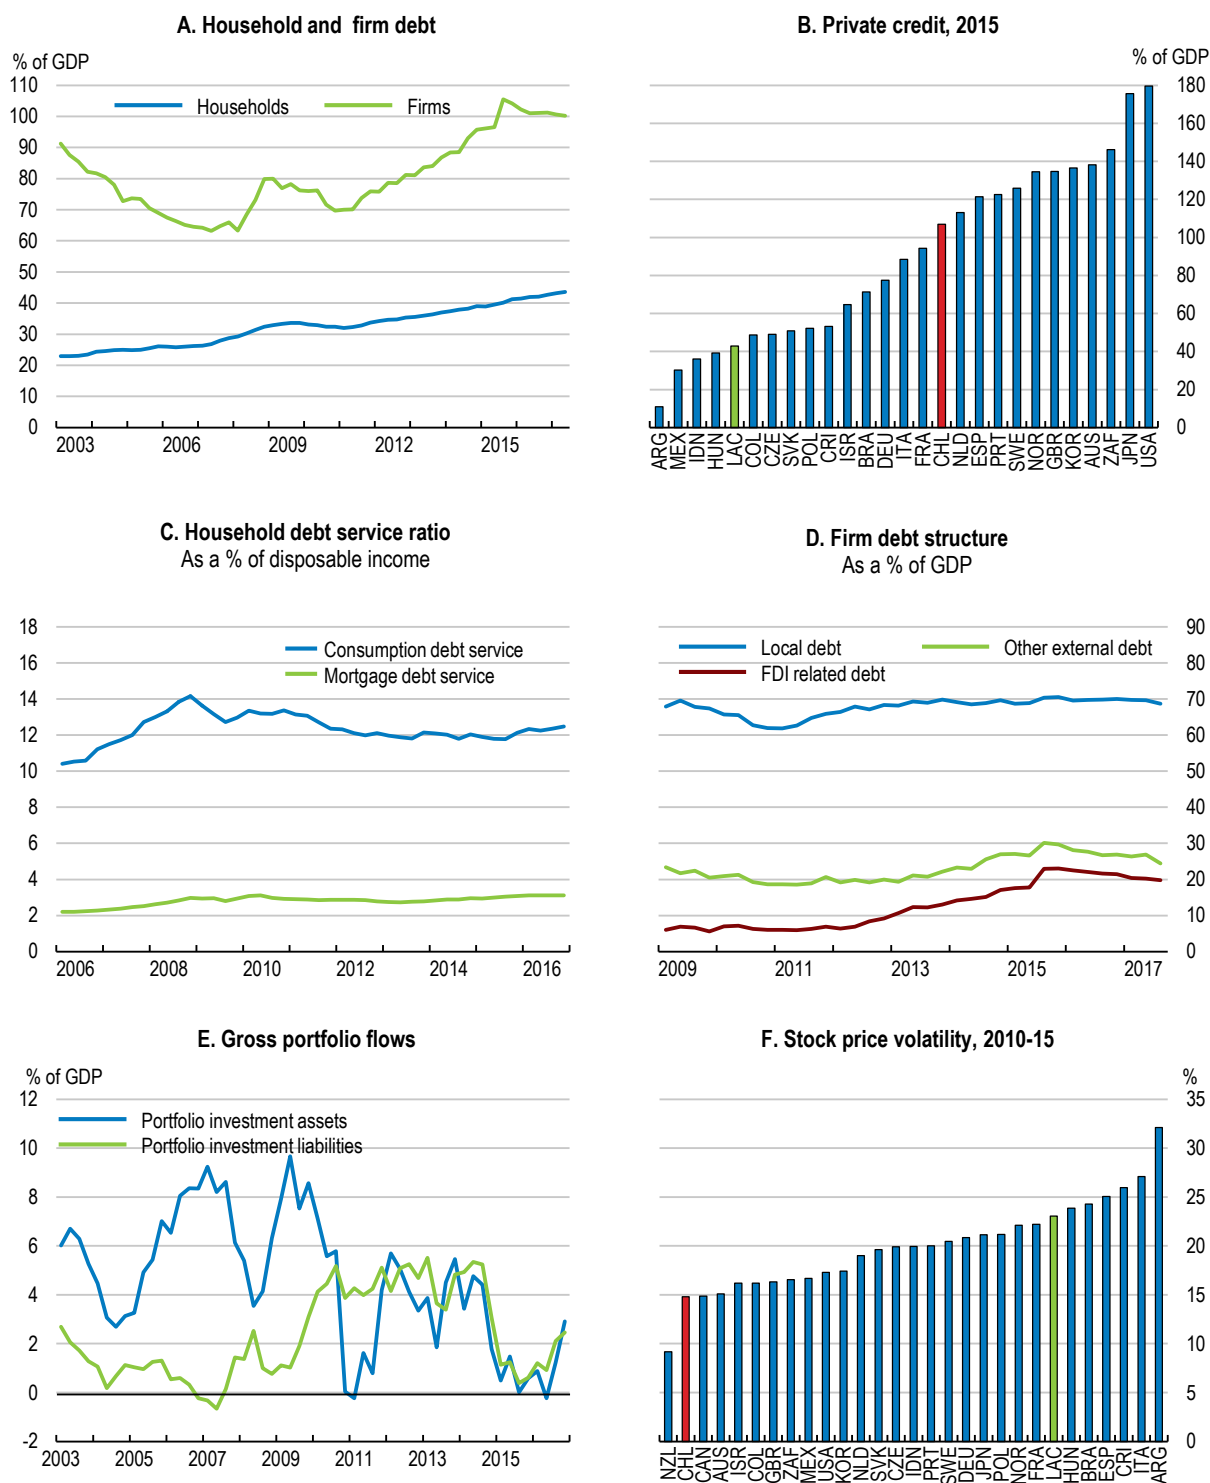 A. Household and firm debt
% of GDP
110
100
90
80
70
60
50
40
30
20
10
0
Households
Firms
2003 2006 2009 2012 2015
B. Private credit, 2015
% of GDP
180
160
140
120
100
80
60
40
20
0
ARG MEX IDN HUN LAC COL CZE SVK POL CRI ISR BRA DEU ITA FRA CHL NLD ESP PRT SWE NOR GBR KOR AUS ZAF JPN USA
C. Household debt service ratio
As a % of disposable income
18
16
14
12
10
8
6
4
2
0
Consumption debt service
Mortgage debt service
2006 2008 2010 2012 2014 2016
D. Firm debt structure
As a % of GDP
90
80
70
60
50
40
30
20
10
0
Local debt
Other external debt
FDI related debt
2009 2011 2013 2015 2017
E. Gross portfolio flows
% of GDP
12
10
8
6
4
2
0
-2
Portfolio investment assets
Portfolio investment liabilities
2003 2005 2007 2009 2011 2013 2015
F. Stock price volatility, 2010-15
%
35
30
25
20
15
10
5
0
NZL CHL CAN AUS ISR COL GBR ZAF MEX USA KOR NLD SVK CZE IDN PRT SWE DEU JPN POL NOR FRA LAC HUN BRA ESP CRI ITA ARG